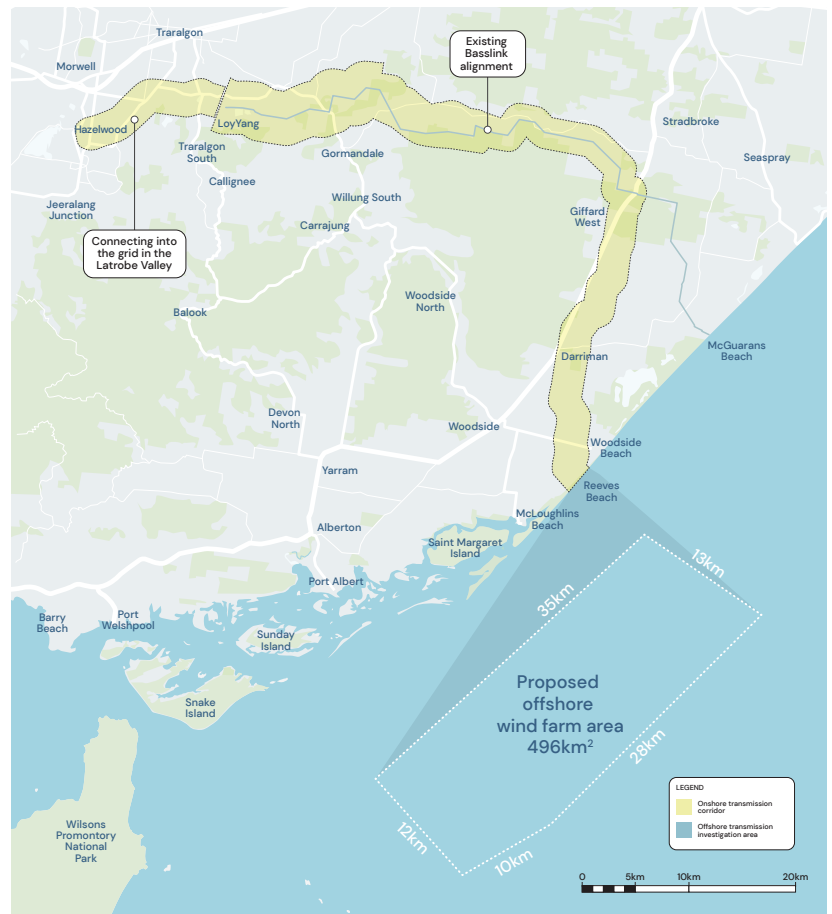 Traralgon
Existing
Basslink
alignment
Morwell
Hazelwood
LoyYang
Stradbroke
Traralgon
South
Gormandale
Seaspray
Callignee
Willung South
Jeeralang
Junction
Giffard
West
Carrajung
Connecting into
the grid in the
Latrobe Valley
Woodside
North
Balook
McGuarans
Beach
Darriman
Devon
North
Woodside
Woodside
Beach
Yarram
Reeves
Beach
McLoughlins
Beach
Alberton
Saint Margaret
Island
13km
Port Albert
35km
Barry
Beach
Port
Welshpool
Sunday
Island
Snake
Island
Proposed
offshore
wind farm area
496km²
28km
LEGEND
Onshore transmission
corridor
Offshore transmission
investigation area
Wilsons
Promontory
National
Park
12km
10km
0 5km 10km 20km